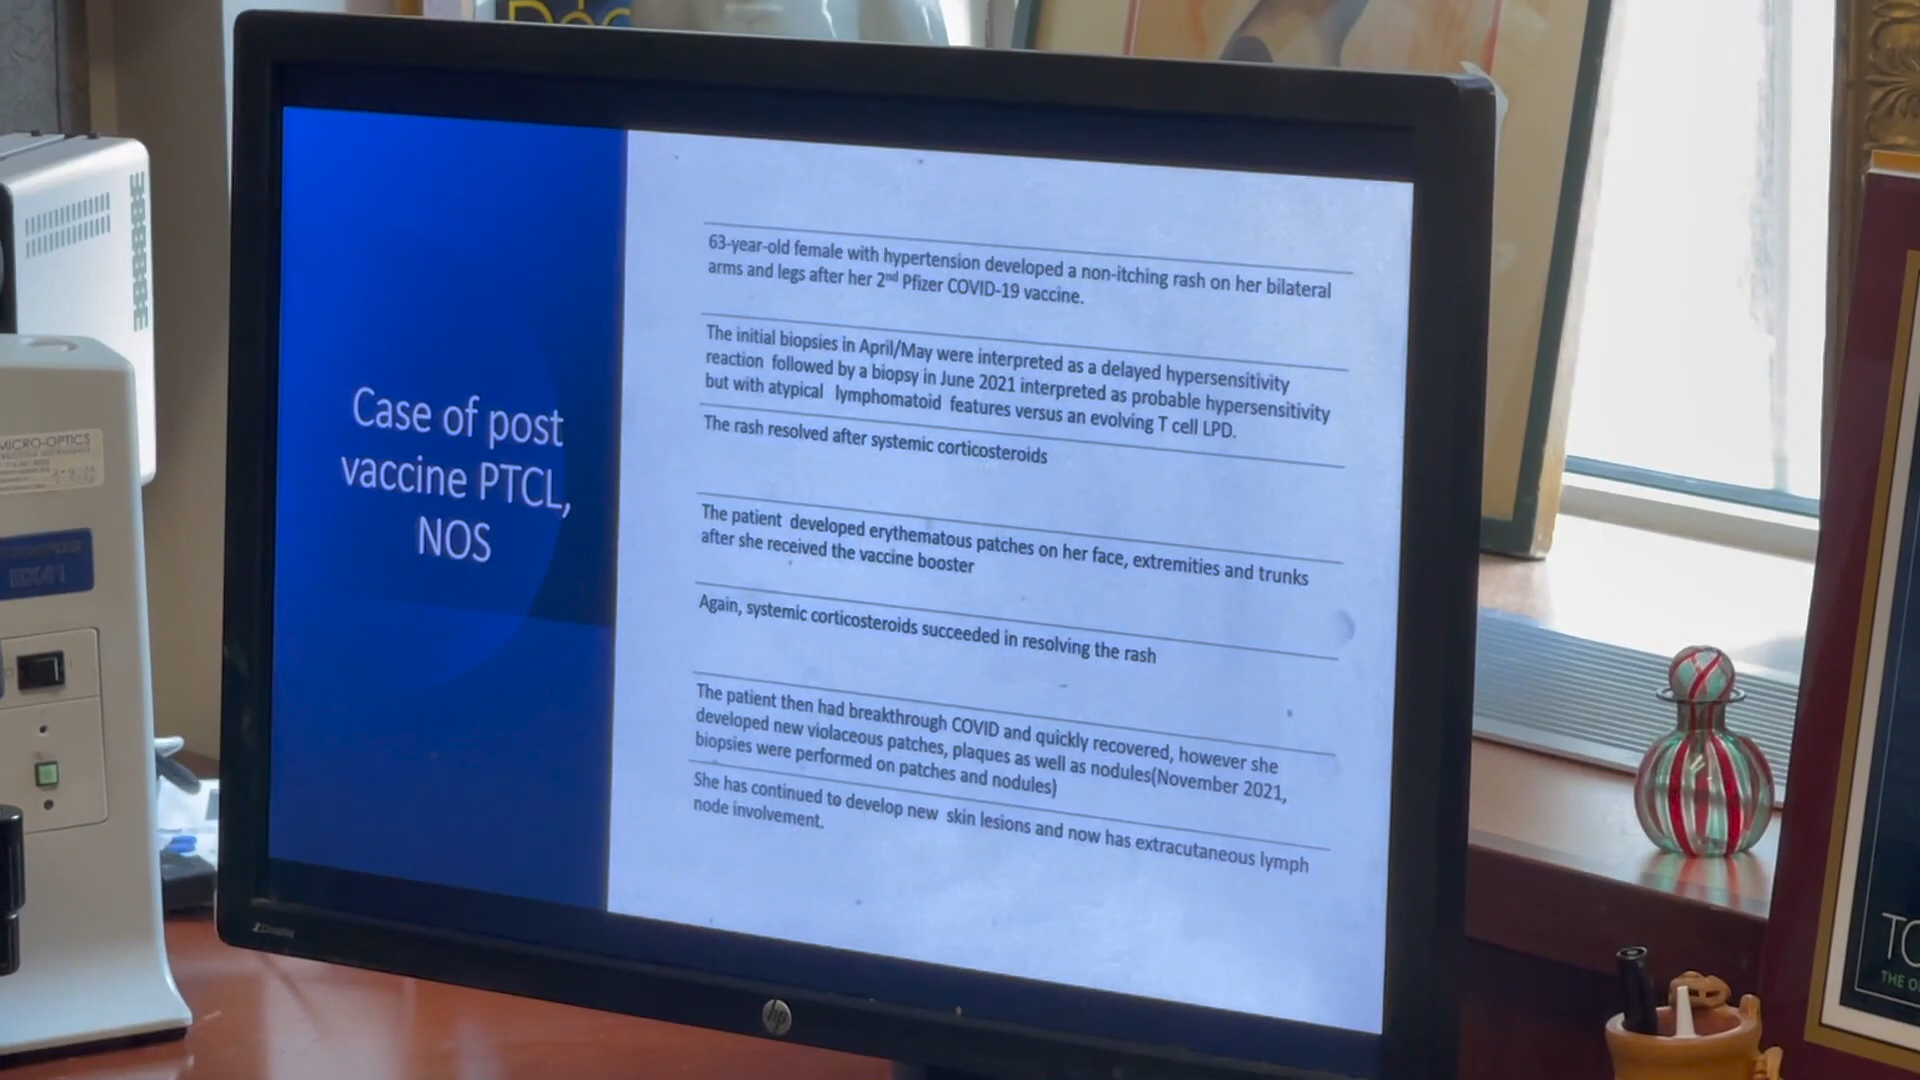 Case of post
vaccine PTCL,
NOS
63-year-old female with hypertension developed a non-itching rash on her bilateral
arms and legs after her 2nd Pfizer COVID-19 vaccine.
The initial biopsies in April/May were interpreted as a delayed hypersensitivity
reaction followed by a biopsy in June 2021 interpreted as probable hypersensitivity
but with atypical lymphomatoid features versus an evolving T cell LPD.
The rash resolved after systemic corticosteroids
The patient developed erythematous patches on her face, extremities and trunks
after she received the vaccine booster
Again, systemic corticosteroids succeeded in resolving the rash
The patient then had breakthrough COVID and quickly recovered, however she
developed new violaceous patches, plaques as well as nodules(November 2021,
biopsies were performed on patches and nodules)
She has continued to develop new skin lesions and now has extracutaneous lymph
node involvement.
hp
MICRO-OPTICS
BX41
TO
THE O